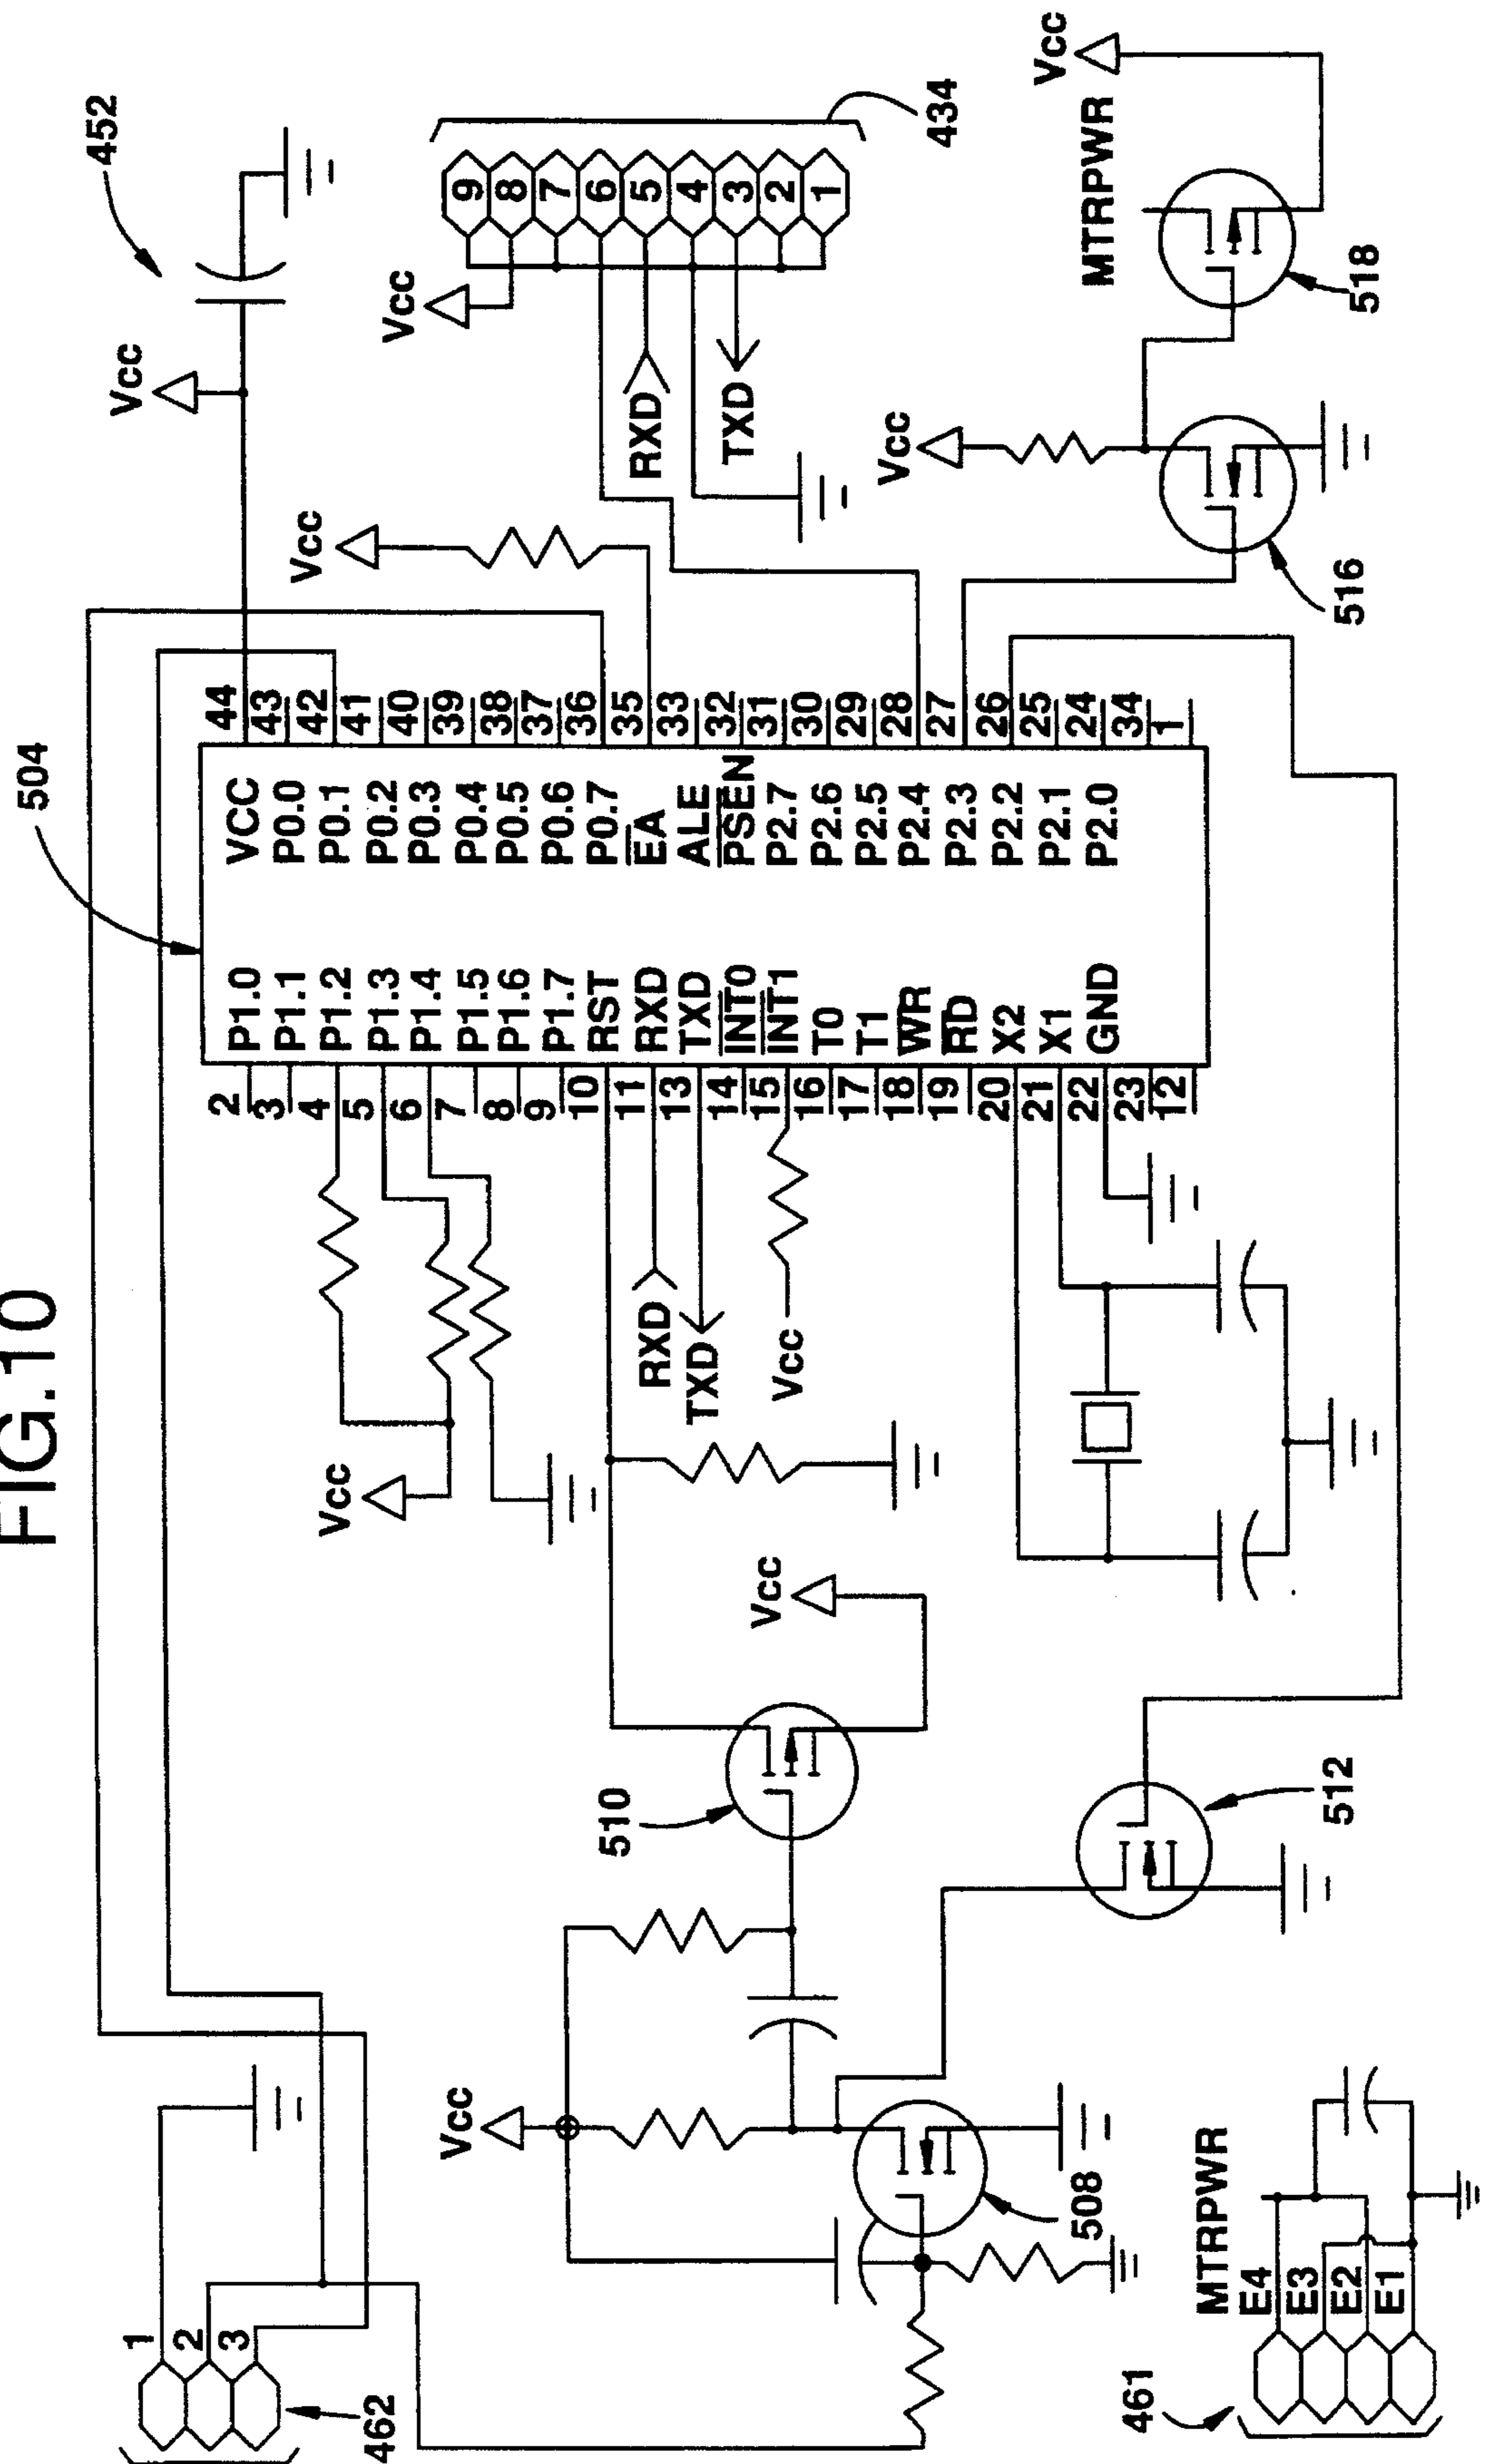 FIG.10
504
452
Vcc
Vcc
Vcc
434
9
8
7
6
5
4
3
2
1
RXD
TXD
2
3
4
5
6
7
8
9
10
11
13
14
15
16
17
18
19
20
21
22
23
12
P1.0
P1.1
P1.2
P1.3
P1.4
P1.5
P1.6
P1.7
RST
RXD
TXD
INT0
INT1
T0
T1
WR
RD
X2
X1
GND
VCC
P0.0
P0.1
P0.2
P0.3
P0.4
P0.5
P0.6
P0.7
EA
ALE
PSEN
P2.7
P2.6
P2.5
P2.4
P2.3
P2.2
P2.1
P2.0
44
43
42
41
40
39
38
37
36
35
33
32
31
30
29
28
27
26
25
24
34
1
Vcc
RXD
TXD
Vcc
Vcc
516
MTRPWR
Vcc
518
1
2
3
462
Vcc
508
510
Vcc
512
MTRPWR
E4
E3
E2
E1
461